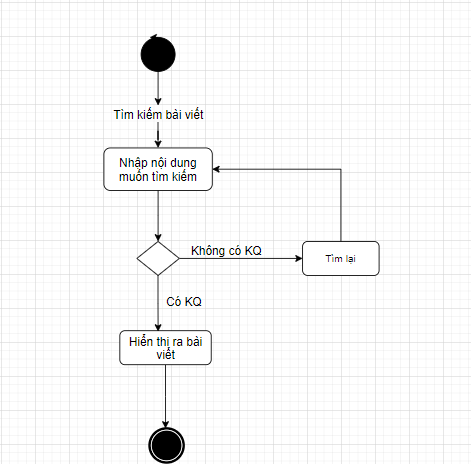 Tìm kiếm bài viết
Nhập nội dung
muốn tìm kiếm
Không có KQ
Tìm lại
Có KQ
Hiển thị ra bài
viết